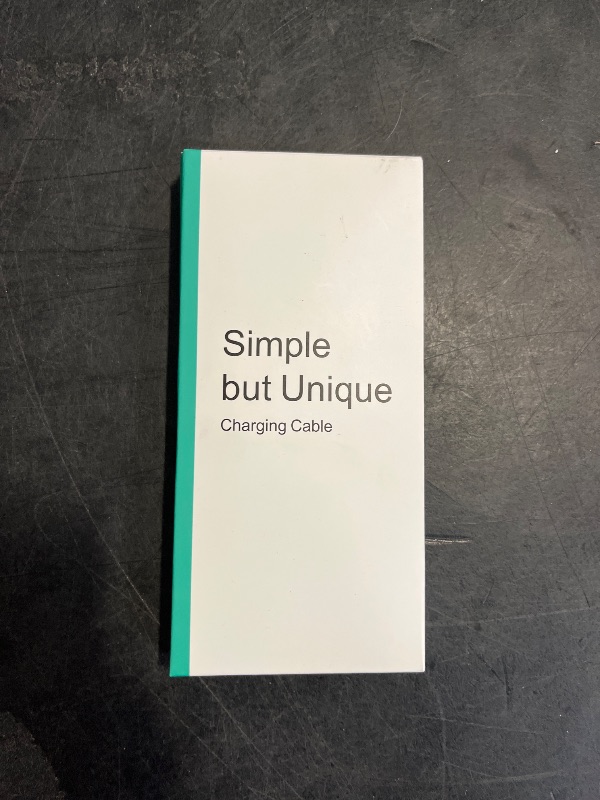 Simple
but Unique
Charging Cable